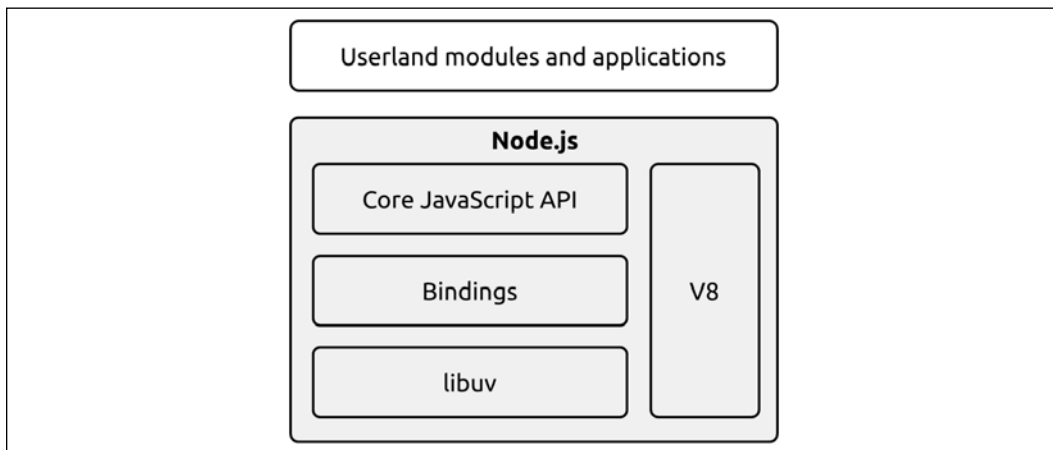 Userland modules and applications
Node.js
Core JavaScript API
Bindings
V8
libuv